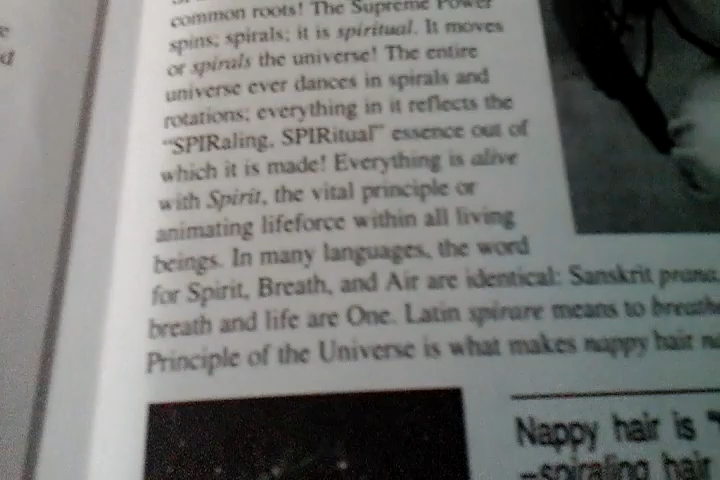 common roots! The Supreme Power
spins; spirals; it is spiritual. It moves
or spirals the universe! The entire
universe ever dances in spirals and
rotations; everything in it reflects the
"SPIRaling, SPIRitual" essence out of
which it is made! Everything is alive
with Spirit, the vital principle or
animating lifeforce within all living
beings. In many languages, the word
for Spirit, Breath, and Air are identical: Sanskrit prana
breath and life are One. Latin spirare means to breathe
Principle of the Universe is what makes nappy hair
Nappy hair is "
–spiraling hair